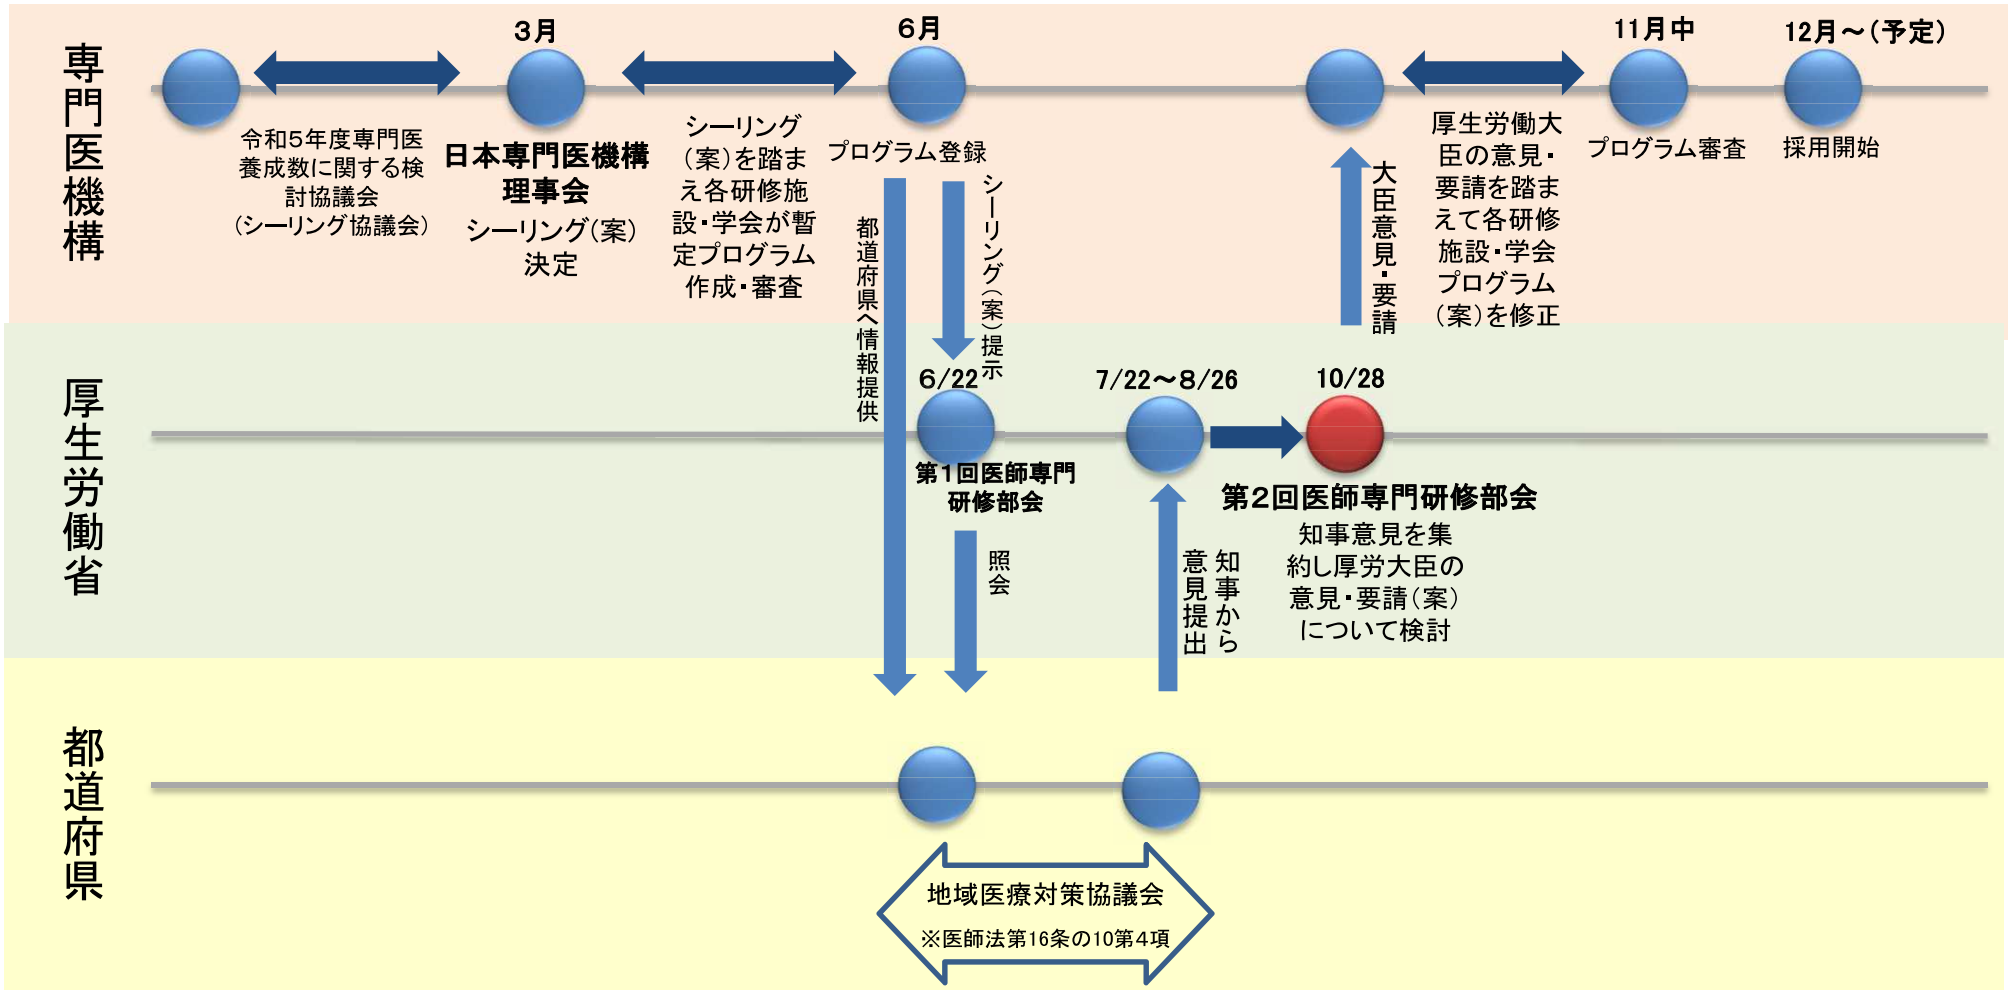 専門医機構
3月
6月
11月中
12月～(予定)
令和5年度専門医
養成数に関する検
討協議会
(シーリング協議会)
日本専門医機構
理事会
シーリング(案)
決定
シーリング
(案)を踏ま
え各研修施
設・学会が暫
定プログラム
作成・審査
プログラム登録
都道府県へ情報提供
シーリング(案)提示
大臣意見・要請
厚生労働大
臣の意見・
要請を踏ま
えて各研修
施設・学会
プログラム
(案)を修正
プログラム審査
採用開始
厚生労働省
6/22
7/22～8/26
10/28
第1回医師専門
研修部会
照会
知事から
意見提出
第2回医師専門研修部会
知事意見を集
約し厚労大臣の
意見・要請(案)
について検討
都道府県
地域医療対策協議会
※医師法第16条の10第4項